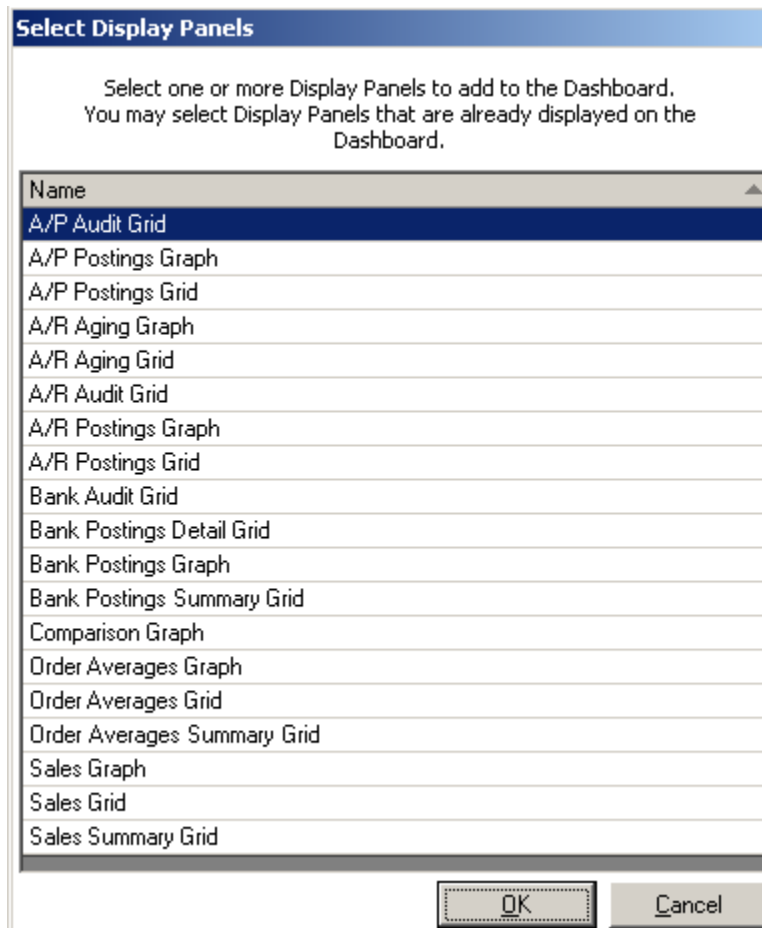 Select Display Panels
Select one or more Display Panels to add to the Dashboard.
You may select Display Panels that are already displayed on the
Dashboard.
Name
A/P Audit Grid
A/P Postings Graph
A/P Postings Grid
A/R Aging Graph
A/R Aging Grid
A/R Audit Grid
A/R Postings Graph
A/R Postings Grid
Bank Audit Grid
Bank Postings Detail Grid
Bank Postings Graph
Bank Postings Summary Grid
Comparison Graph
Order Averages Graph
Order Averages Grid
Order Averages Summary Grid
Sales Graph
Sales Grid
Sales Summary Grid
OK Cancel